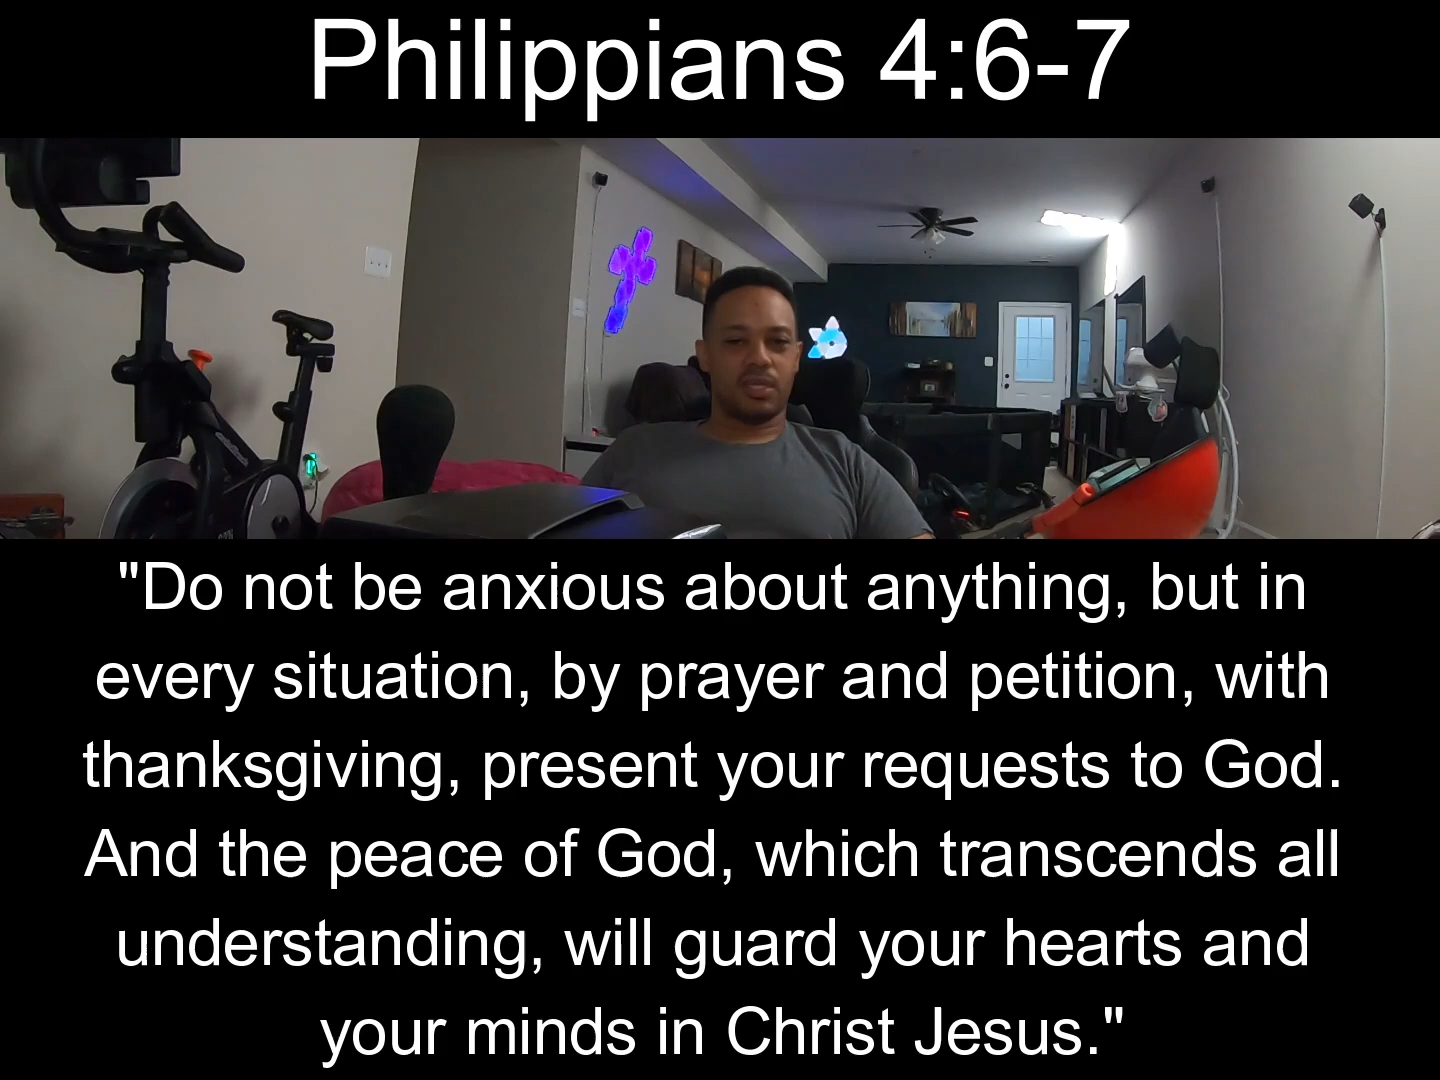 Philippians 4:6-7
"Do not be anxious about anything, but in
every situation, by prayer and petition, with
thanksgiving, present your requests to God.
And the peace of God, which transcends all
understanding, will guard your hearts and
your minds in Christ Jesus."